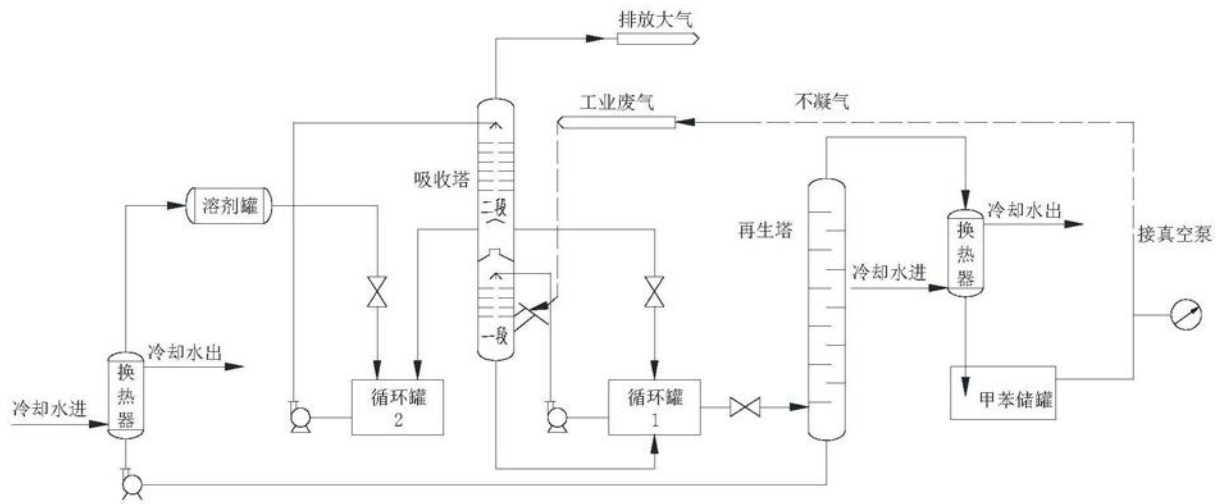 排放大气
工业废气
不凝气
吸收塔
溶剂罐
二段
再生塔
冷却水出
换热器
接真空泵
冷却水进
一段
冷却水出
换热器
冷却水进
循环罐
2
循环罐
1
甲苯储罐